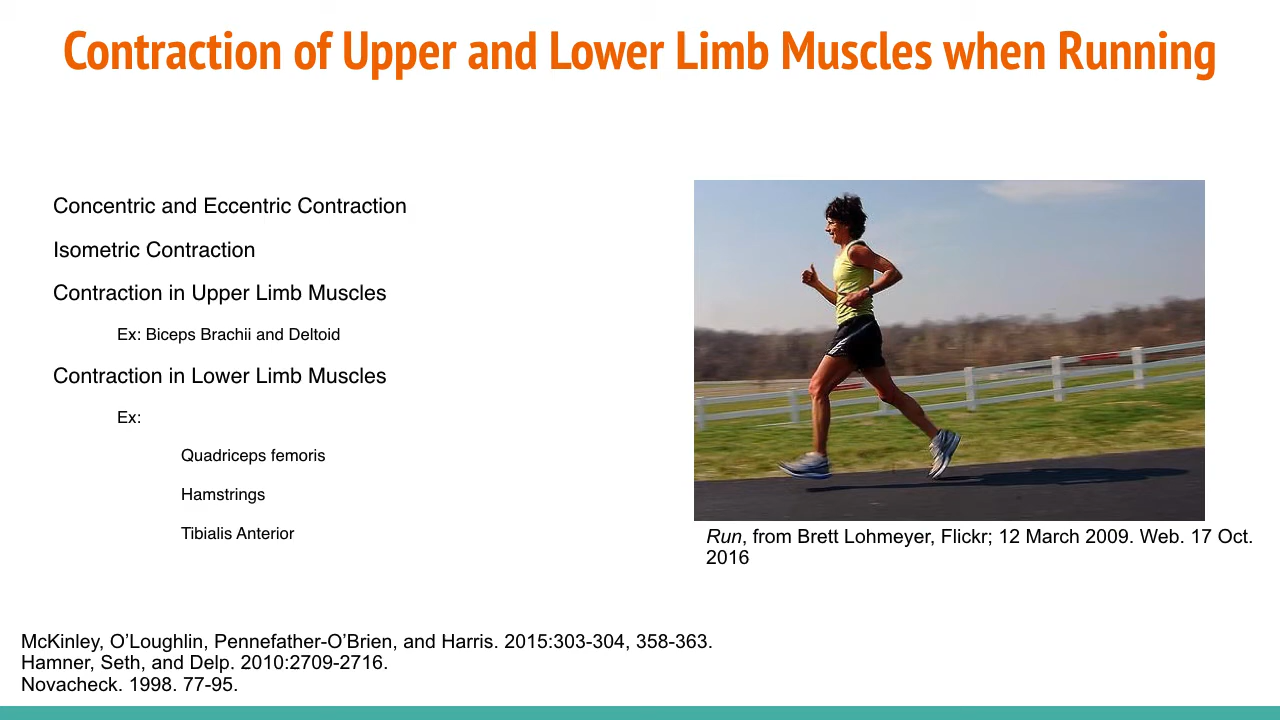 Contraction of Upper and Lower Limb Muscles when Running
Concentric and Eccentric Contraction
Isometric Contraction
Contraction in Upper Limb Muscles
Ex: Biceps Brachii and Deltoid
Contraction in Lower Limb Muscles
Ex:
Quadriceps femoris
Hamstrings
Tibialis Anterior
Run, from Brett Lohmeyer, Flickr; 12 March 2009. Web. 17 Oct.
2016
McKinley, O’Loughlin, Pennefather-O’Brien, and Harris. 2015:303-304, 358-363.
Hamner, Seth, and Delp. 2010:2709-2716.
Novacheck. 1998. 77-95.